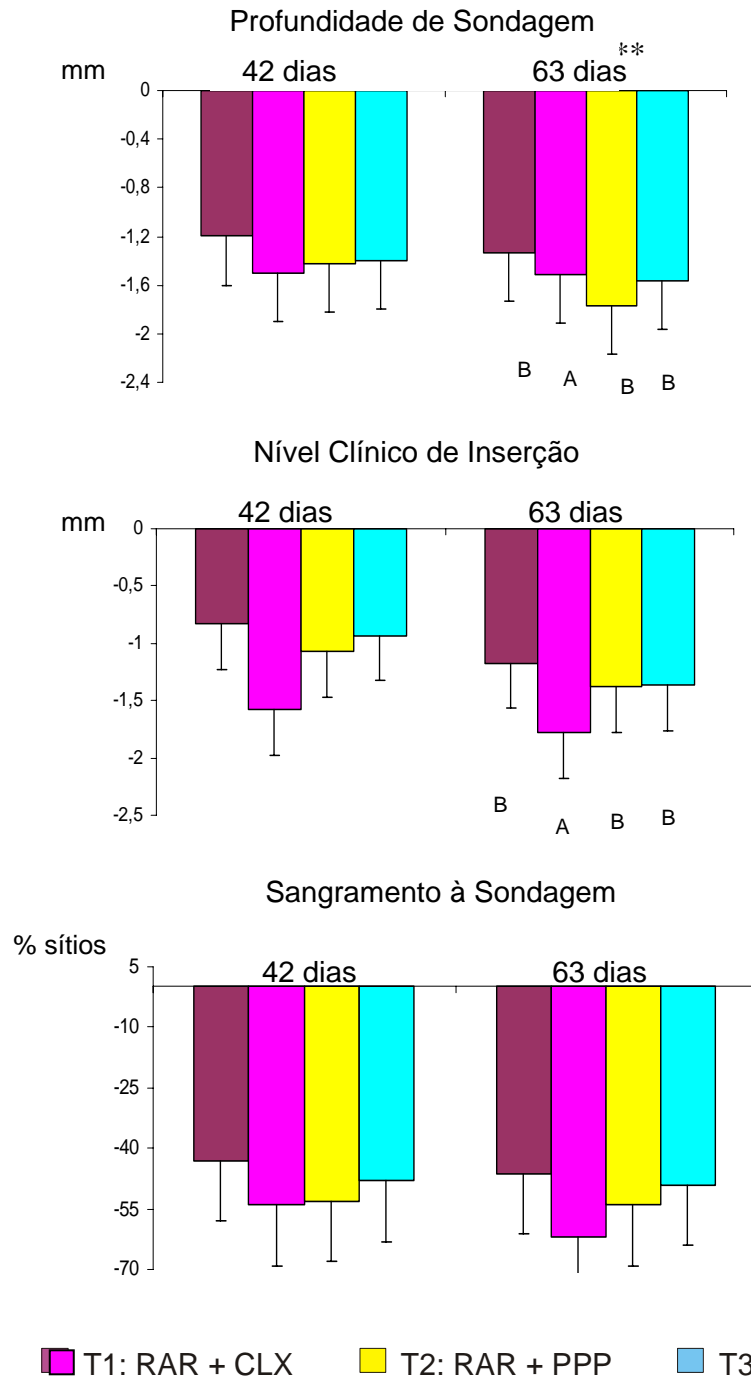 Profundidade de Sondagem
mm 42 dias 63 dias **
0
-0,4
-0,8
-1,2
-1,6
-2
-2,4
B A B B
Nível Clínico de Inserção
mm 42 dias 63 dias
0
-0,5
-1
-1,5
-2
-2,5
B A B B
Sangramento à Sondagem
% sítios
5 42 dias 63 dias
-10
-25
-40
-55
-70
T1: RAR + CLX T2: RAR + PPP T3